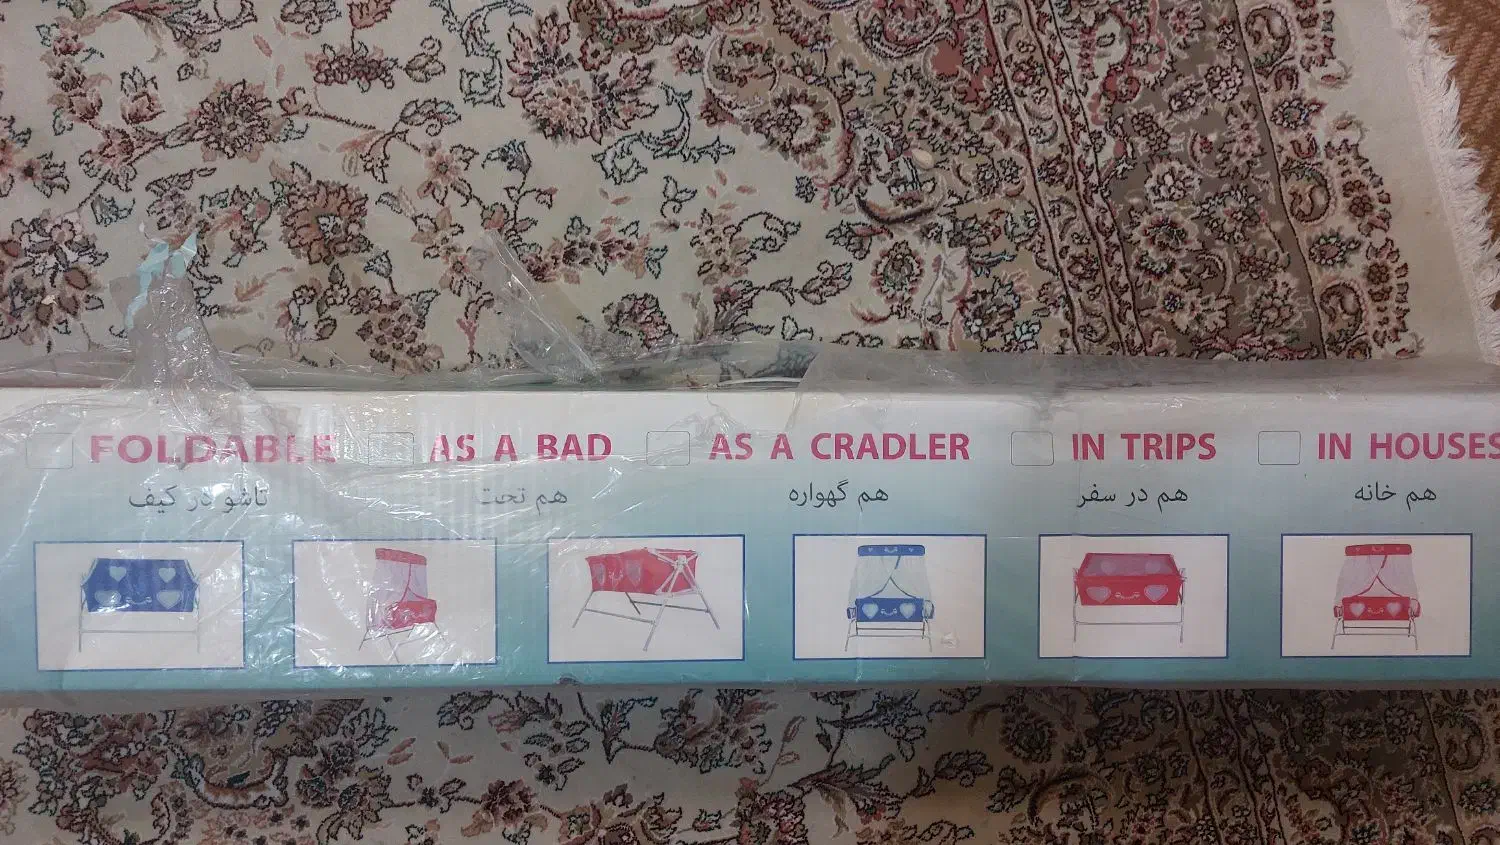 FOLDABLE AS A BAD AS A CRADLER IN TRIPS IN HOUSES
تاشو در کیف هم تخت هم گهواره هم در سفر هم خانه